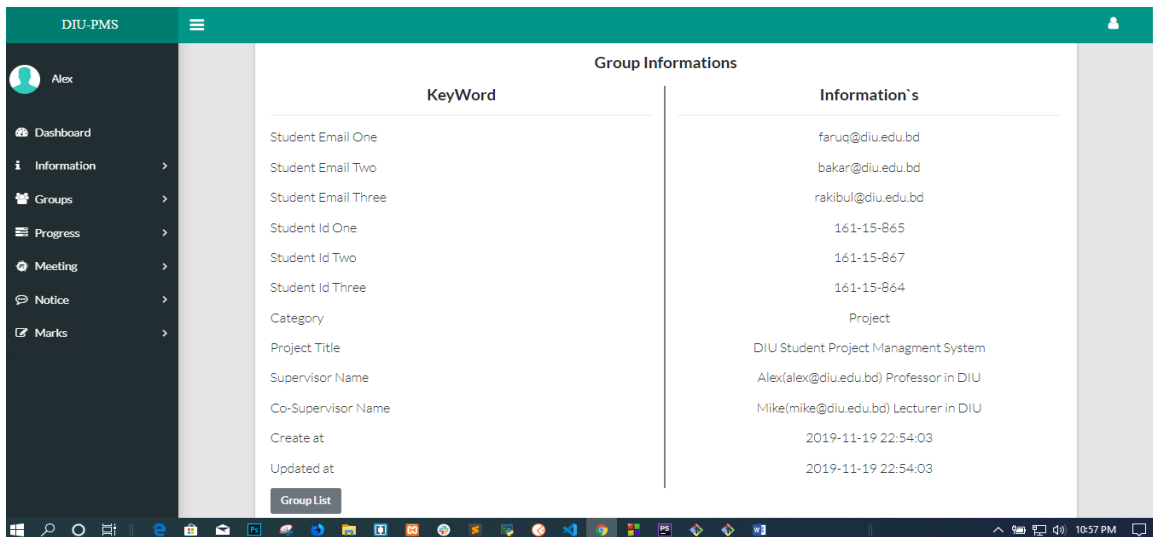 DIU-PMS
Alex
Dashboard
Information
Groups
Progress
Meeting
Notice
Marks
Group Informations
KeyWord Information`s
Student Email One faruq@diu.edu.bd
Student Email Two bakar@diu.edu.bd
Student Email Three rakibul@diu.edu.bd
Student Id One 161-15-865
Student Id Two 161-15-867
Student Id Three 161-15-864
Category Project
Project Title DIU Student Project Managment System
Supervisor Name Alex(alex@diu.edu.bd) Professor in DIU
Co-Supervisor Name Mike(mike@diu.edu.bd) Lecturer in DIU
Create at 2019-11-19 22:54:03
Updated at 2019-11-19 22:54:03
Group List
10:57 PM